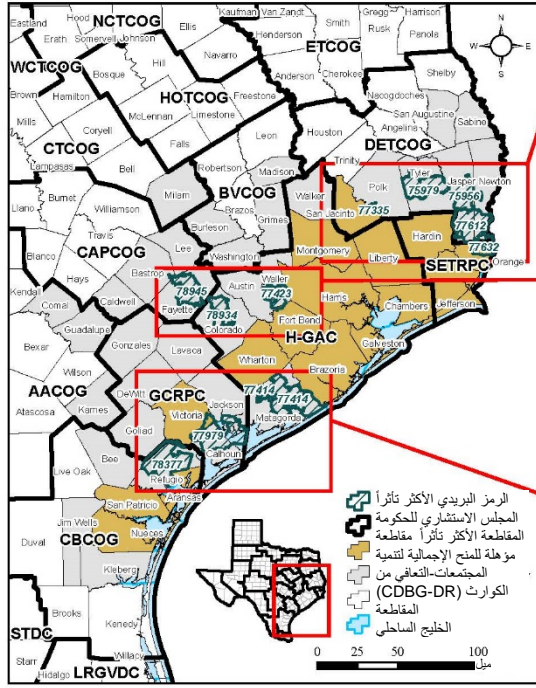 NCTCOG
Kaufman
Van Zandt
Smith
Gregg
Harrison
Eastland
Erath
Somervell
Johnson
Ellis
Henderson
Rusk
Panola
ETCOG
Navarro
Hill
Bosque
WCTCOG
Anderson
Cherokee
Shelby
Brown
Hamilton
HOTCOG
Freestone
Limestone
McLennan
Nacogdoches
San Augustine
Sabine
Angelina
Mills
Coryell
CTCOG
Falls
Leon
Houston
DETCOG
Lampasas
Bell
Robertson
Madison
Trinity
Tyler
Jasper
Newton
BVCOG
Walker
Polk
75979
75956
Burnet
Llano
Williamson
Milam
Brazos
Grimes
San Jacinto
77335
77612
Burleson
Travis
CAPCOG
Montgomery
Hardin
77632
Lee
Washington
Liberty
SETRPC
Orange
Blanco
Hays
Bastrop
Austin
Waller
Kendall
Comal
Caldwell
78945
77423
Harris
Chambers
Jefferson
Fayette
78934
Colorado
Fort Bend
Guadalupe
H-GAC
Galveston
Bexar
Gonzales
Lavaca
Wharton
Brazoria
Wilson
AACOG
DeWitt
GCRPC
Jackson
77414
77414
Matagorda
Karnes
Victoria
Atascosa
Goliad
77979
Calhoun
Bee
78377
Refugio
Live Oak
Aransas
San Patricio
Jim Wells
Nueces
CBCOG
Duval
Kleberg
Brooks
Kenedy
STDC
Starr
Hidalgo
Willacy
LRGVDC
N
W
E
S
الرمز البريدي الأكثر تأثراً
المجلس الاستشاري للحكومة
المقاطعة الأكثر تأثراً مقاطعة
مؤهلة للمنح الإجمالية لتنمية
المجتمعات-التعافي من
الكوارث (CDBG-DR)
المقاطعة
الخليج الساحلي
0 25 50 100
ميل